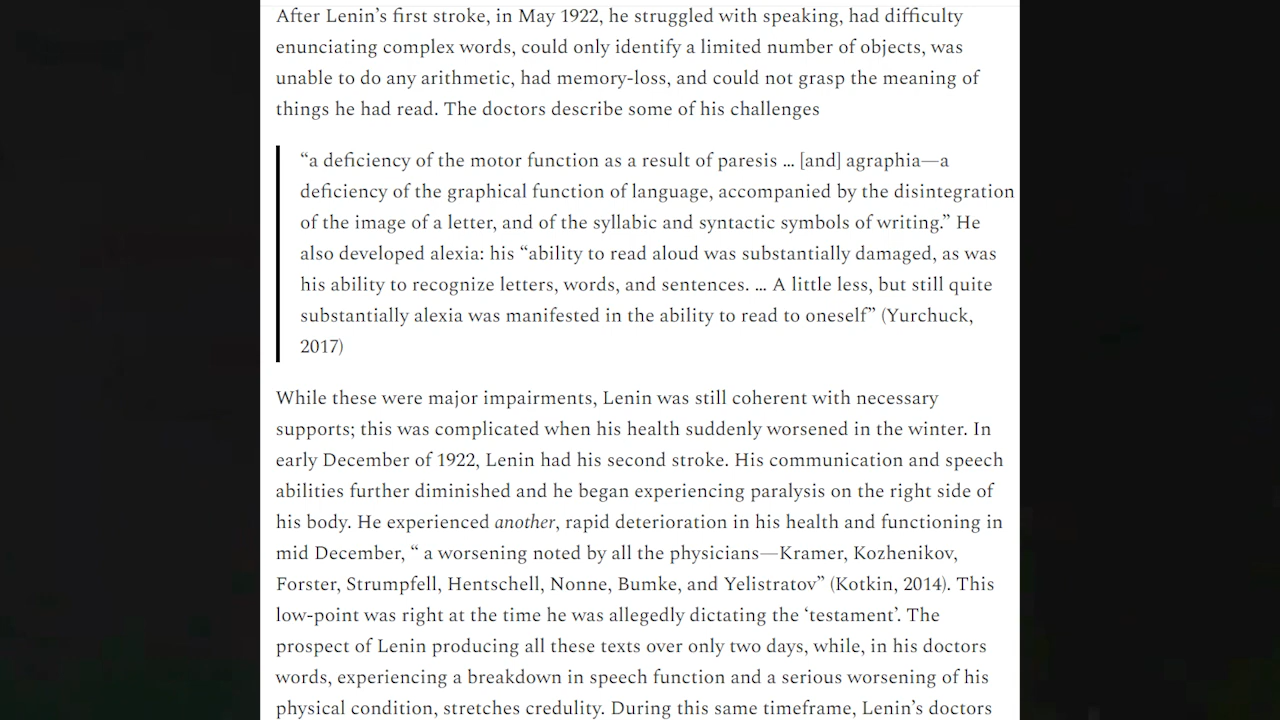 After Lenin’s first stroke, in May 1922, he struggled with speaking, had difficulty
enunciating complex words, could only identify a limited number of objects, was
unable to do any arithmetic, had memory-loss, and could not grasp the meaning of
things he had read. The doctors describe some of his challenges
“a deficiency of the motor function as a result of paresis ... [and] agraphia—a
deficiency of the graphical function of language, accompanied by the disintegration
of the image of a letter, and of the syllabic and syntactic symbols of writing.” He
also developed alexia: his “ability to read aloud was substantially damaged, as was
his ability to recognize letters, words, and sentences. ... A little less, but still quite
substantially alexia was manifested in the ability to read to oneself” (Yurchuck,
2017)
While these were major impairments, Lenin was still coherent with necessary
supports; this was complicated when his health suddenly worsened in the winter. In
early December of 1922, Lenin had his second stroke. His communication and speech
abilities further diminished and he began experiencing paralysis on the right side of
his body. He experienced another, rapid deterioration in his health and functioning in
mid December, “ a worsening noted by all the physicians—Kramer, Kozhenikov,
Forster, Strumpfell, Hentschell, Nonne, Bumke, and Yelistratov” (Kotkin, 2014). This
low-point was right at the time he was allegedly dictating the ‘testament’. The
prospect of Lenin producing all these texts over only two days, while, in his doctors
words, experiencing a breakdown in speech function and a serious worsening of his
physical condition, stretches credulity. During this same timeframe, Lenin’s doctors